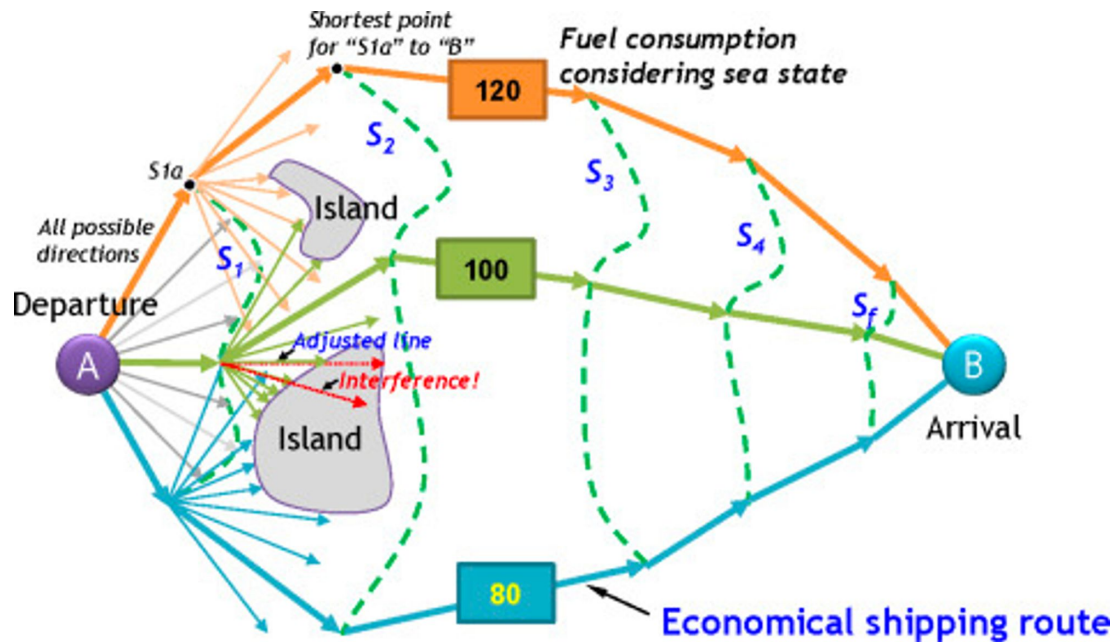 Shortest point
for “S1a” to “B”
Fuel consumption
considering sea state
120
S2
S1a
S3
Island
All possible
directions
S4
S1
100
Departure
Sf
Adjusted line
A
B
Interference!
Island
Arrival
80
Economical shipping route